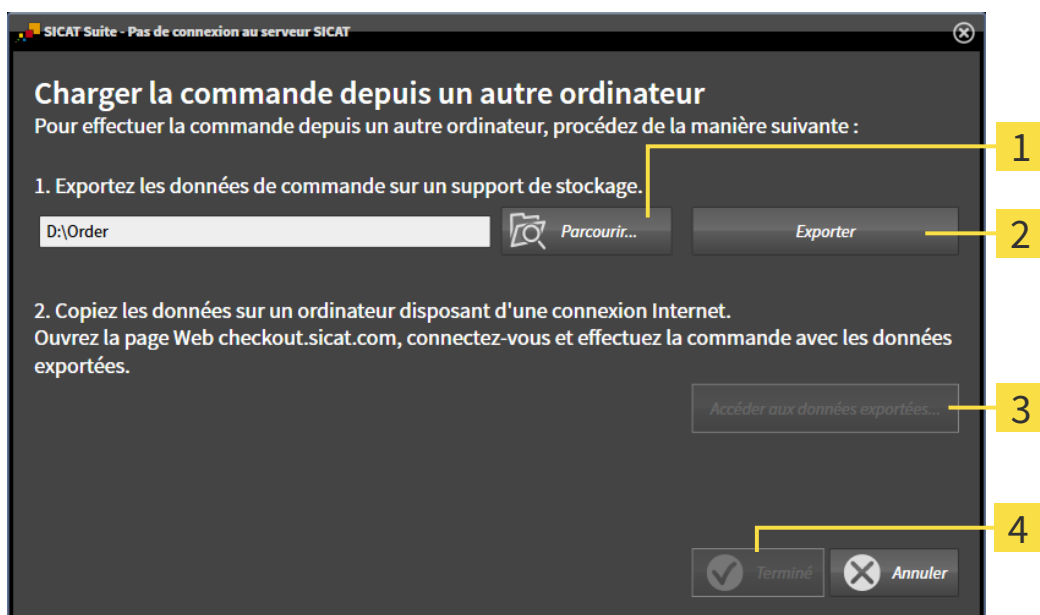 SICAT Suite - Pas de connexion au serveur SICAT
Charger la commande depuis un autre ordinateur
Pour effectuer la commande depuis un autre ordinateur, procédez de la manière suivante :
1
1. Exportez les données de commande sur un support de stockage.
D:\Order
Parcourir...
Exporter
2
2. Copiez les données sur un ordinateur disposant d'une connexion Internet.
Ouvrez la page Web checkout.sicat.com, connectez-vous et effectuez la commande avec les données
exportées.
Accéder aux données exportées...
3
4
Terminé
Annuler